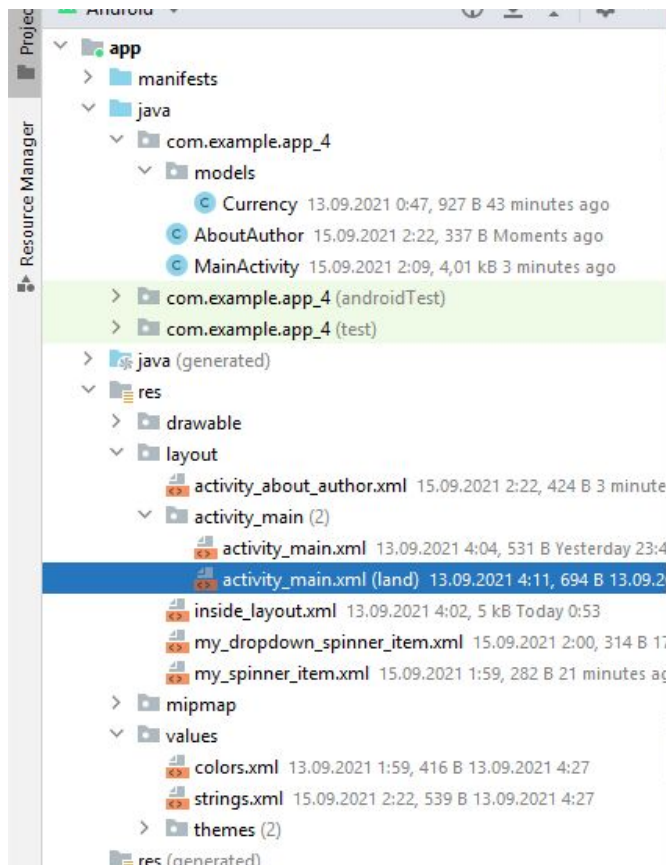 Android
Project
Resource Manager
app
manifests
java
com.example.app_4
models
Currency 13.09.2021 0:47, 927 B 43 minutes ago
AboutAuthor 15.09.2021 2:22, 337 B Moments ago
MainActivity 15.09.2021 2:09, 4,01 kB 3 minutes ago
com.example.app_4 (androidTest)
com.example.app_4 (test)
java (generated)
res
drawable
layout
activity_about_author.xml 15.09.2021 2:22, 424 B 3 minute
activity_main (2)
activity_main.xml 13.09.2021 4:04, 531 B Yesterday 23:4
activity_main.xml (land) 13.09.2021 4:11, 694 B 13.09.20
inside_layout.xml 13.09.2021 4:02, 5 kB Today 0:53
my_dropdown_spinner_item.xml 15.09.2021 2:00, 314 B 17
my_spinner_item.xml 15.09.2021 1:59, 282 B 21 minutes ag
mipmap
values
colors.xml 13.09.2021 1:59, 416 B 13.09.2021 4:27
strings.xml 15.09.2021 2:22, 539 B 13.09.2021 4:27
themes (2)
res (generated)